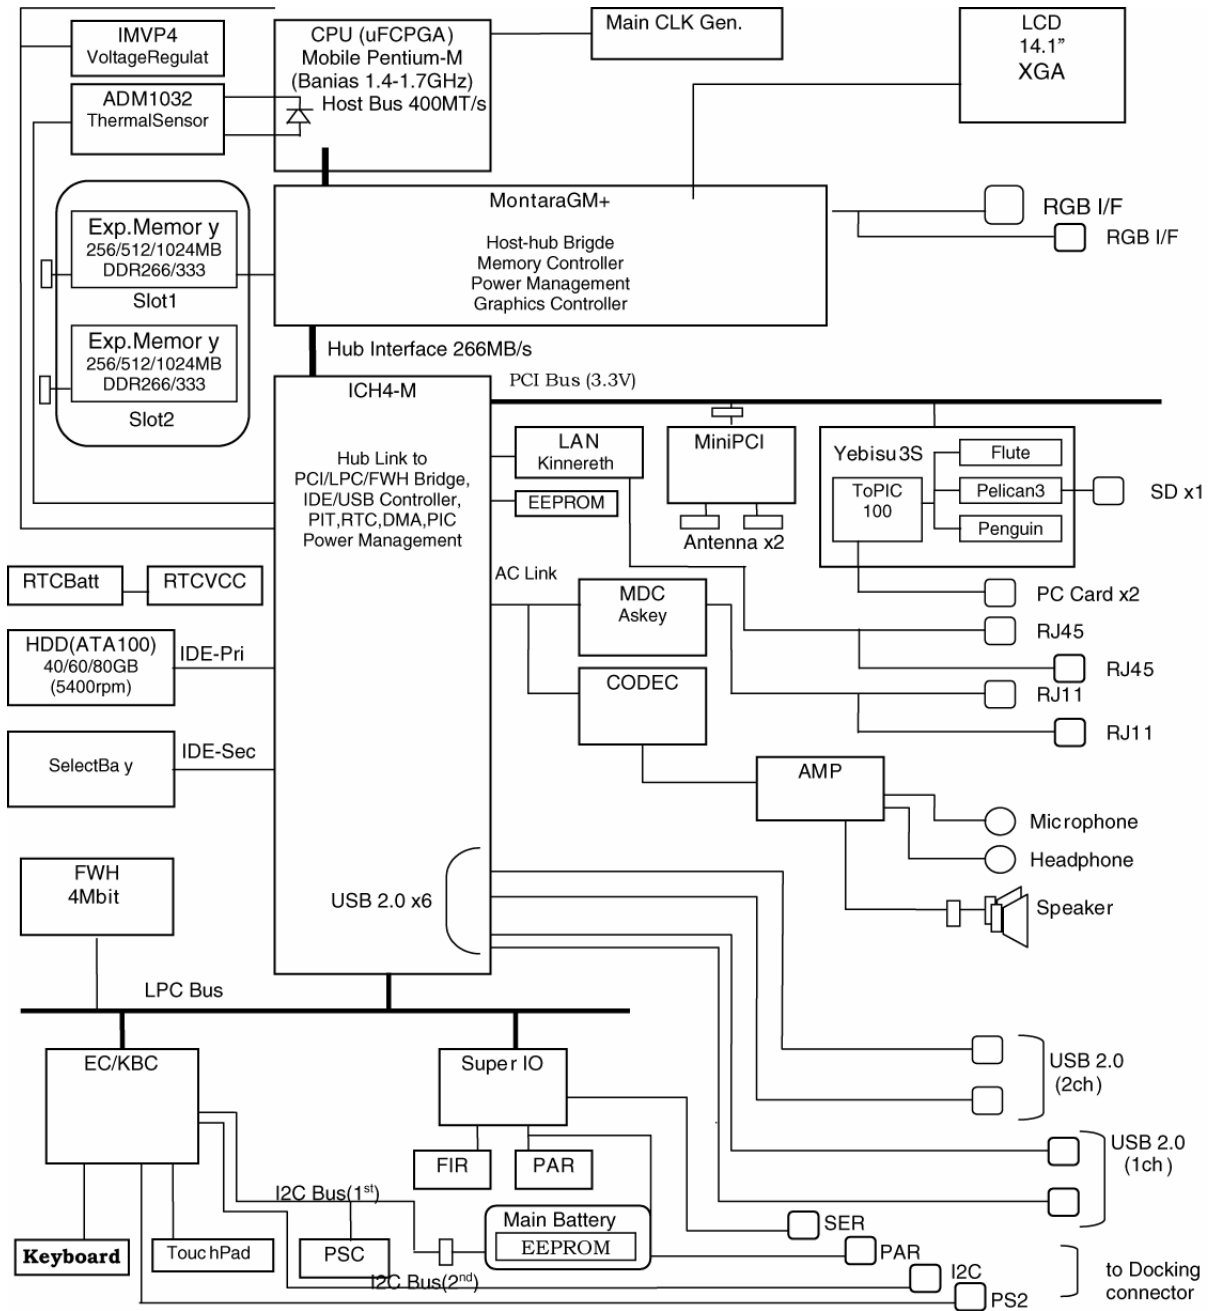 IMVP4
VoltageRegulat
CPU (uFCPGA)
Mobile Pentium-M
(Banias 1.4-1.7GHz)
Host Bus 400MT/s
Main CLK Gen.
LCD
14.1”
XGA
ADM1032
ThermalSensor
MontaraGM+
Host-hub Brigde
Memory Controller
Power Management
Graphics Controller
RGB I/F
RGB I/F
Exp.Memor y
256/512/1024MB
DDR266/333
Slot1
Exp.Memor y
256/512/1024MB
DDR266/333
Slot2
Hub Interface 266MB/s
PCI Bus (3.3V)
ICH4-M
Hub Link to
PCI/LPC/FWH Bridge,
IDE/USB Controller,
PIT,RTC,DMA,PIC
Power Management
LAN
Kinnereth
EEPROM
MiniPCI
Antenna x2
Yebisu3S
ToPIC
100
Flute
Pelican3
Penguin
SD x1
AC Link
RTCBatt
RTCVCC
MDC
Askey
PC Card x2
RJ45
RJ45
HDD(ATA100)
40/60/80GB
(5400rpm)
IDE-Pri
CODEC
RJ11
RJ11
SelectBa y
IDE-Sec
AMP
Microphone
Headphone
Speaker
FWH
4Mbit
USB 2.0 x6
LPC Bus
EC/KBC
Super IO
USB 2.0
(2ch)
FIR
PAR
USB 2.0
(1ch)
I2C Bus(1st)
Main Battery
EEPROM
SER
Keyboard
TouchPad
PSC
PAR
I2C Bus(2nd)
I2C
PS2
to Docking
connector